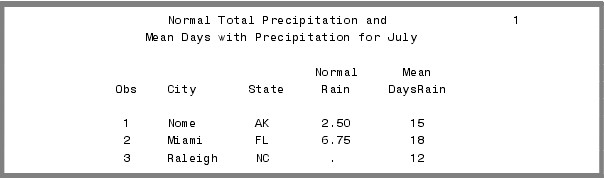 Normal Total Precipitation and 1
Mean Days with Precipitation for July
Normal Mean
Obs City State Rain DaysRain
1 Nome AK 2.50 15
2 Miami FL 6.75 18
3 Raleigh NC . 12